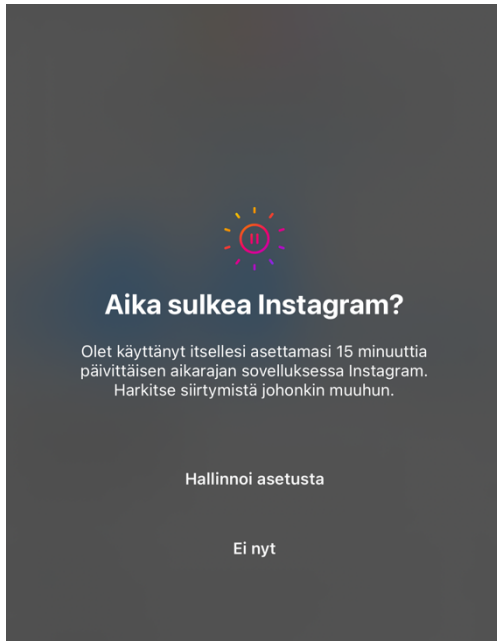 Aika sulkea Instagram?
Olet käyttänyt itsellesi asettamasi 15 minuuttia
päivittäisen aikarajan sovelluksessa Instagram.
Harkitse siirtymistä johonkin muuhun.
Hallinnoi asetusta
Ei nyt